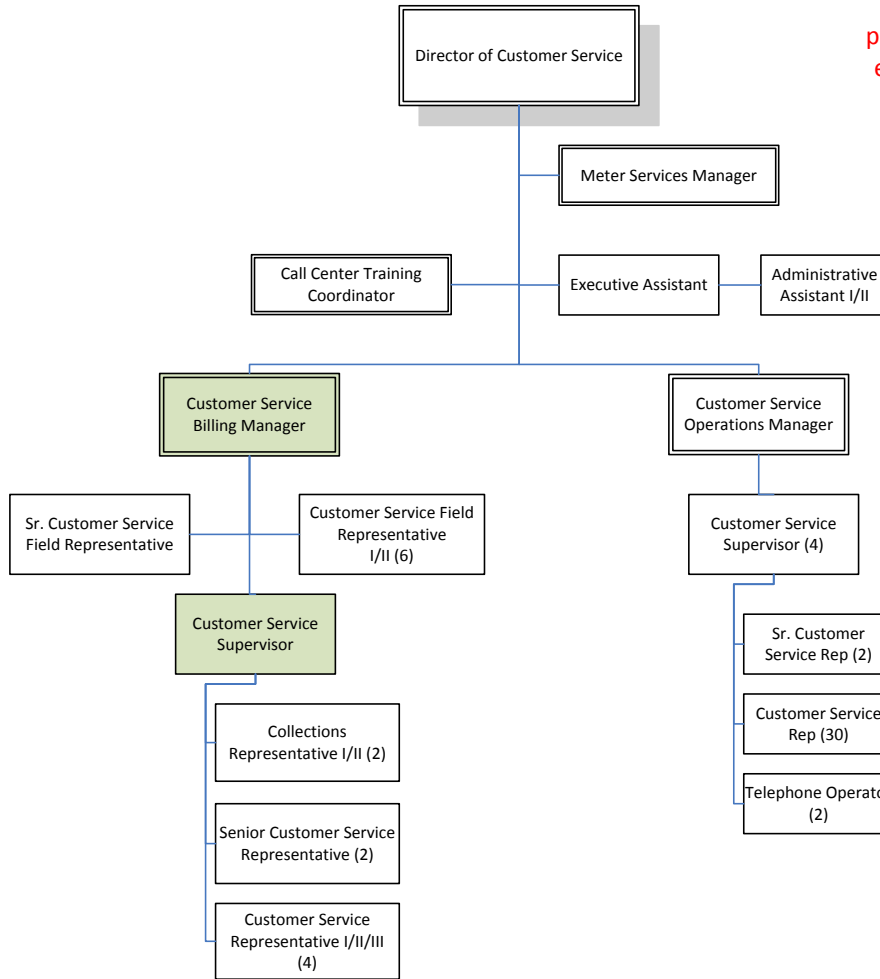 Director of Customer Service
Meter Services Manager
Call Center Training
Coordinator
Executive Assistant
Administrative
Assistant I/II
Customer Service
Billing Manager
Customer Service
Operations Manager
Sr. Customer Service
Field Representative
Customer Service Field
Representative
I/II (6)
Customer Service
Supervisor (4)
Customer Service
Supervisor
Sr. Customer
Service Rep (2)
Customer Service
Rep (30)
Telephone
(2)
Collections
Representative I/II (2)
Senior Customer Service
Representative (2)
Customer Service
Representative I/II/III
(4)